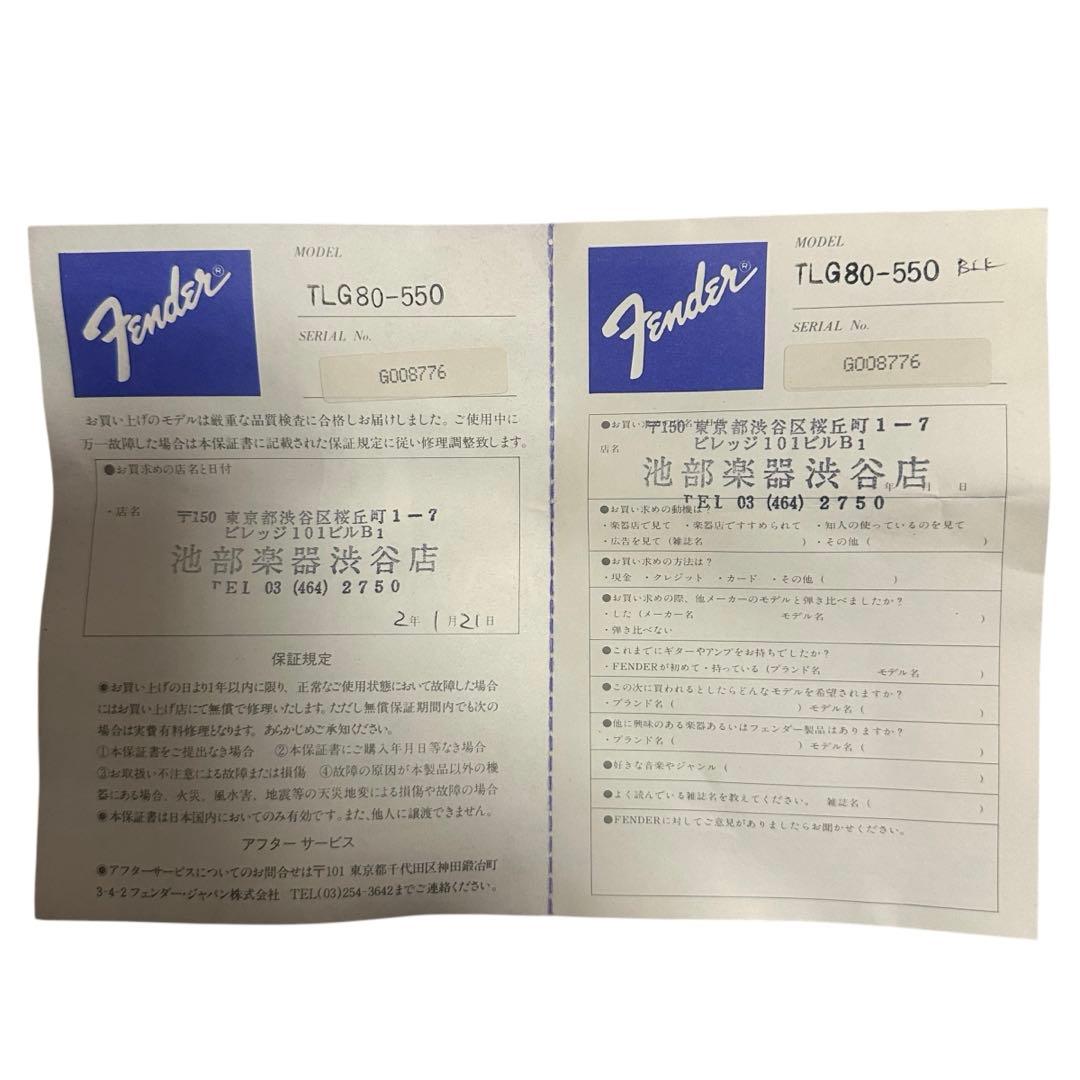 Fender®
MODEL
TLG80-550
SERIAL No.
G008776
お買い上げのモデルは厳重な品質検査に合格しお届けしました。ご使用中に
万一故障した場合は本保証書に記載された保証規定に従い修理調整致します。
●お買求めの店名と日付
・店名
〒150 東京都渋谷区桜丘町1-7
ビレッジ101ビルB1
池部楽器渋谷店
TEL 03 (464) 2750
2年 1月21日
保証規定
●お買い上げの日より1年以内に限り、正常なご使用状態において故障した場合
にはお買い上げ店にて無償で修理いたします。ただし無償保証期間内でも次の
場合は実費有料修理となります。あらかじめご承知ください。
①本保証書をご提出なき場合 ②本保証書にご購入年月日等なき場合
③お取扱い不注意による故障または損傷 ④故障の原因が本製品以外の機
器にある場合、火災、風水害、地震等の天災地変による損傷や故障の場合
●本保証書は日本国内においてのみ有効です。また、他人に譲渡できません。
アフターサービス
●アフターサービスについてのお問合せは〒101 東京都千代田区神田鍛冶町
3-4-2フェンダー・ジャパン株式会社 TEL(03)254-3642までご連絡ください。
Fender®
MODEL
TLG80-550 BLK
SERIAL No.
G008776
●お買い
店名
〒150 東京都渋谷区桜丘町1-7
ビレッジ101ビルB1
池部楽器渋谷店
年 月 日
TEL 03 (464) 2750
●お買い求めの動機は?
・楽器店で見て ・楽器店ですすめられて ・知人の使っているのを見て
・広告を見て(雑誌名 ) ・その他( )
●お買い求めの方法は?
・現金 ・クレジット ・カード ・その他( )
●お買い求めの際、他メーカーのモデルと弾き比べましたか?
・した(メーカー名 モデル名 )
・弾き比べない
●これまでにギターやアンプをお持ちでしたか?
・FENDERが初めて・持っている(ブランド名 モデル名 )
●この次に買われるとしたらどんなモデルを希望されますか?
・ブランド名( )モデル名( )
●他に興味のある楽器あるいはフェンダー製品はありますか?
・ブランド名( )モデル名( )
●好きな音楽やジャンル( )
●よく読んでいる雑誌名を教えてください。 雑誌名( )
●FENDERに対してご意見がありましたらお聞かせください。